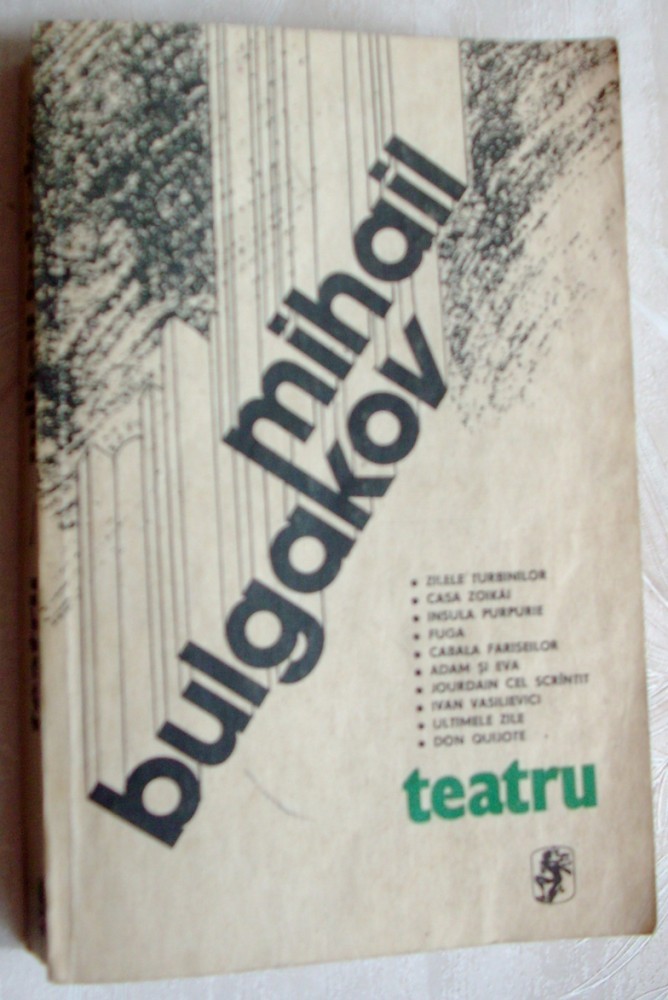 mihail
bulgakov
ZILELE TURBINILOR
CASA ZOIKĂI
INSULA PURPURIE
FUGA
CABALA FARISEILOR
ADAM ȘI EVA
JOURDAIN CEL SCRÎNTIT
IVAN VASILIEVICI
ULTIMELE ZILE
DON QUIJOTE
teatru